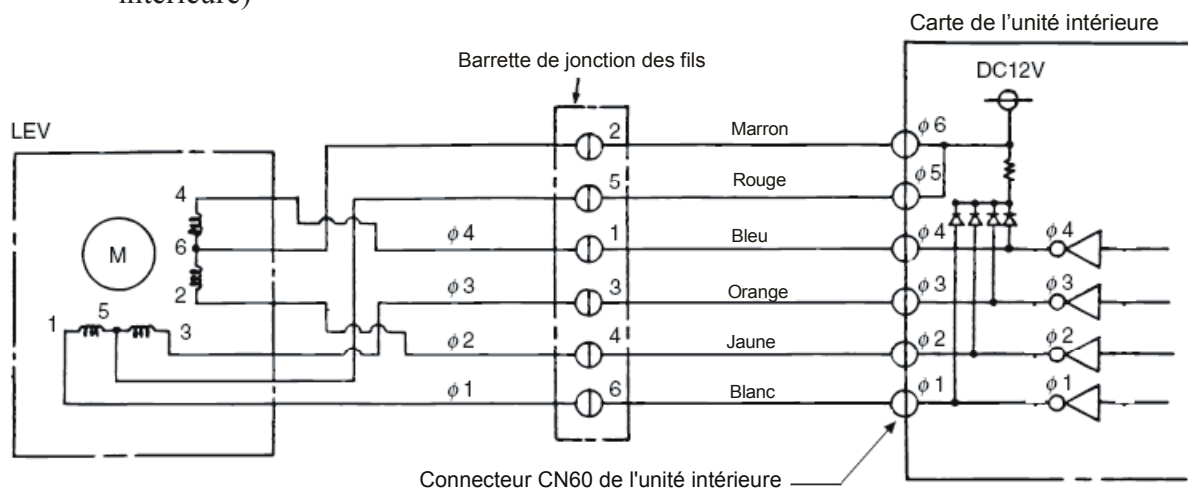 intérieure)
Carte de l'unité intérieure
Barrette de jonction des fils
DC12V
LEV
2 Marron ϕ6
5 Rouge ϕ5
4
ϕ4 1 Bleu ϕ4 ϕ4
6
M
ϕ3 3 Orange ϕ3 ϕ3
2
1 5 3
ϕ2 4 Jaune ϕ2 ϕ2
ϕ1 6 Blanc ϕ1 ϕ1
Connecteur CN60 de l'unité intérieure